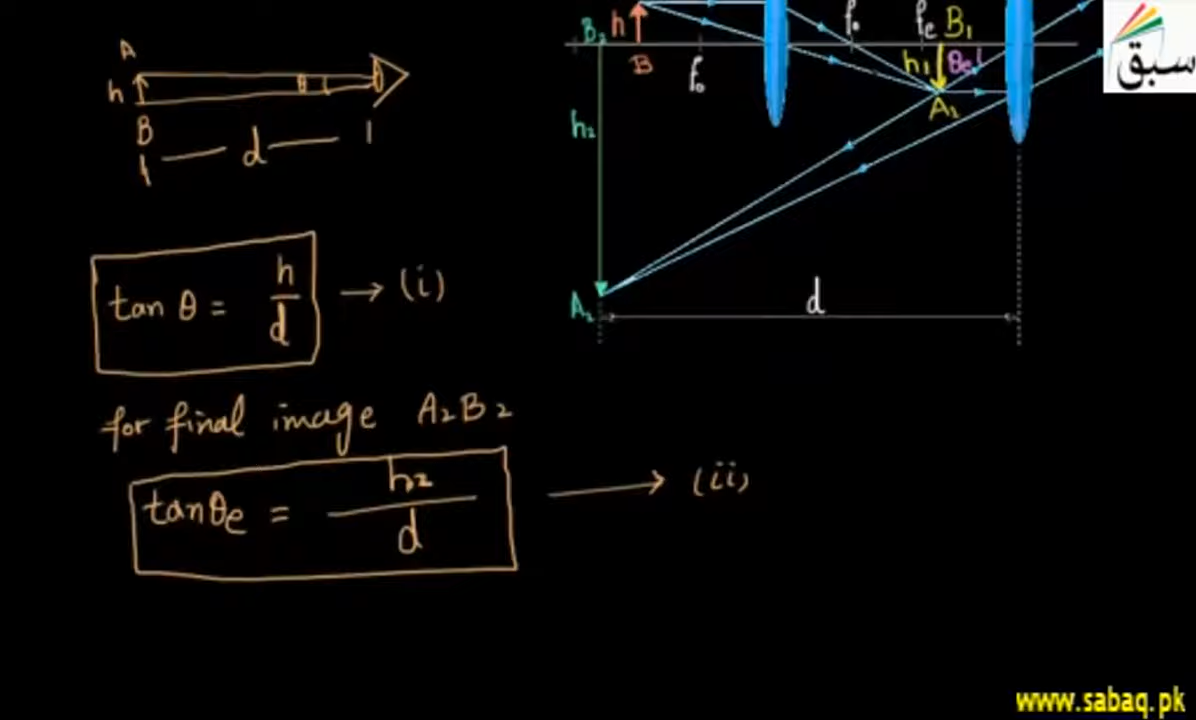 A
h
B
d
B₂ h
B
f₀
f₀
fe B₁
h₁ θe
A₁
h₂
A₂
d
سبق
tan θ = h/d → (i)
for final image A₂B₂
tanθe = h₂/d → (ii)
www.sabaq.pk